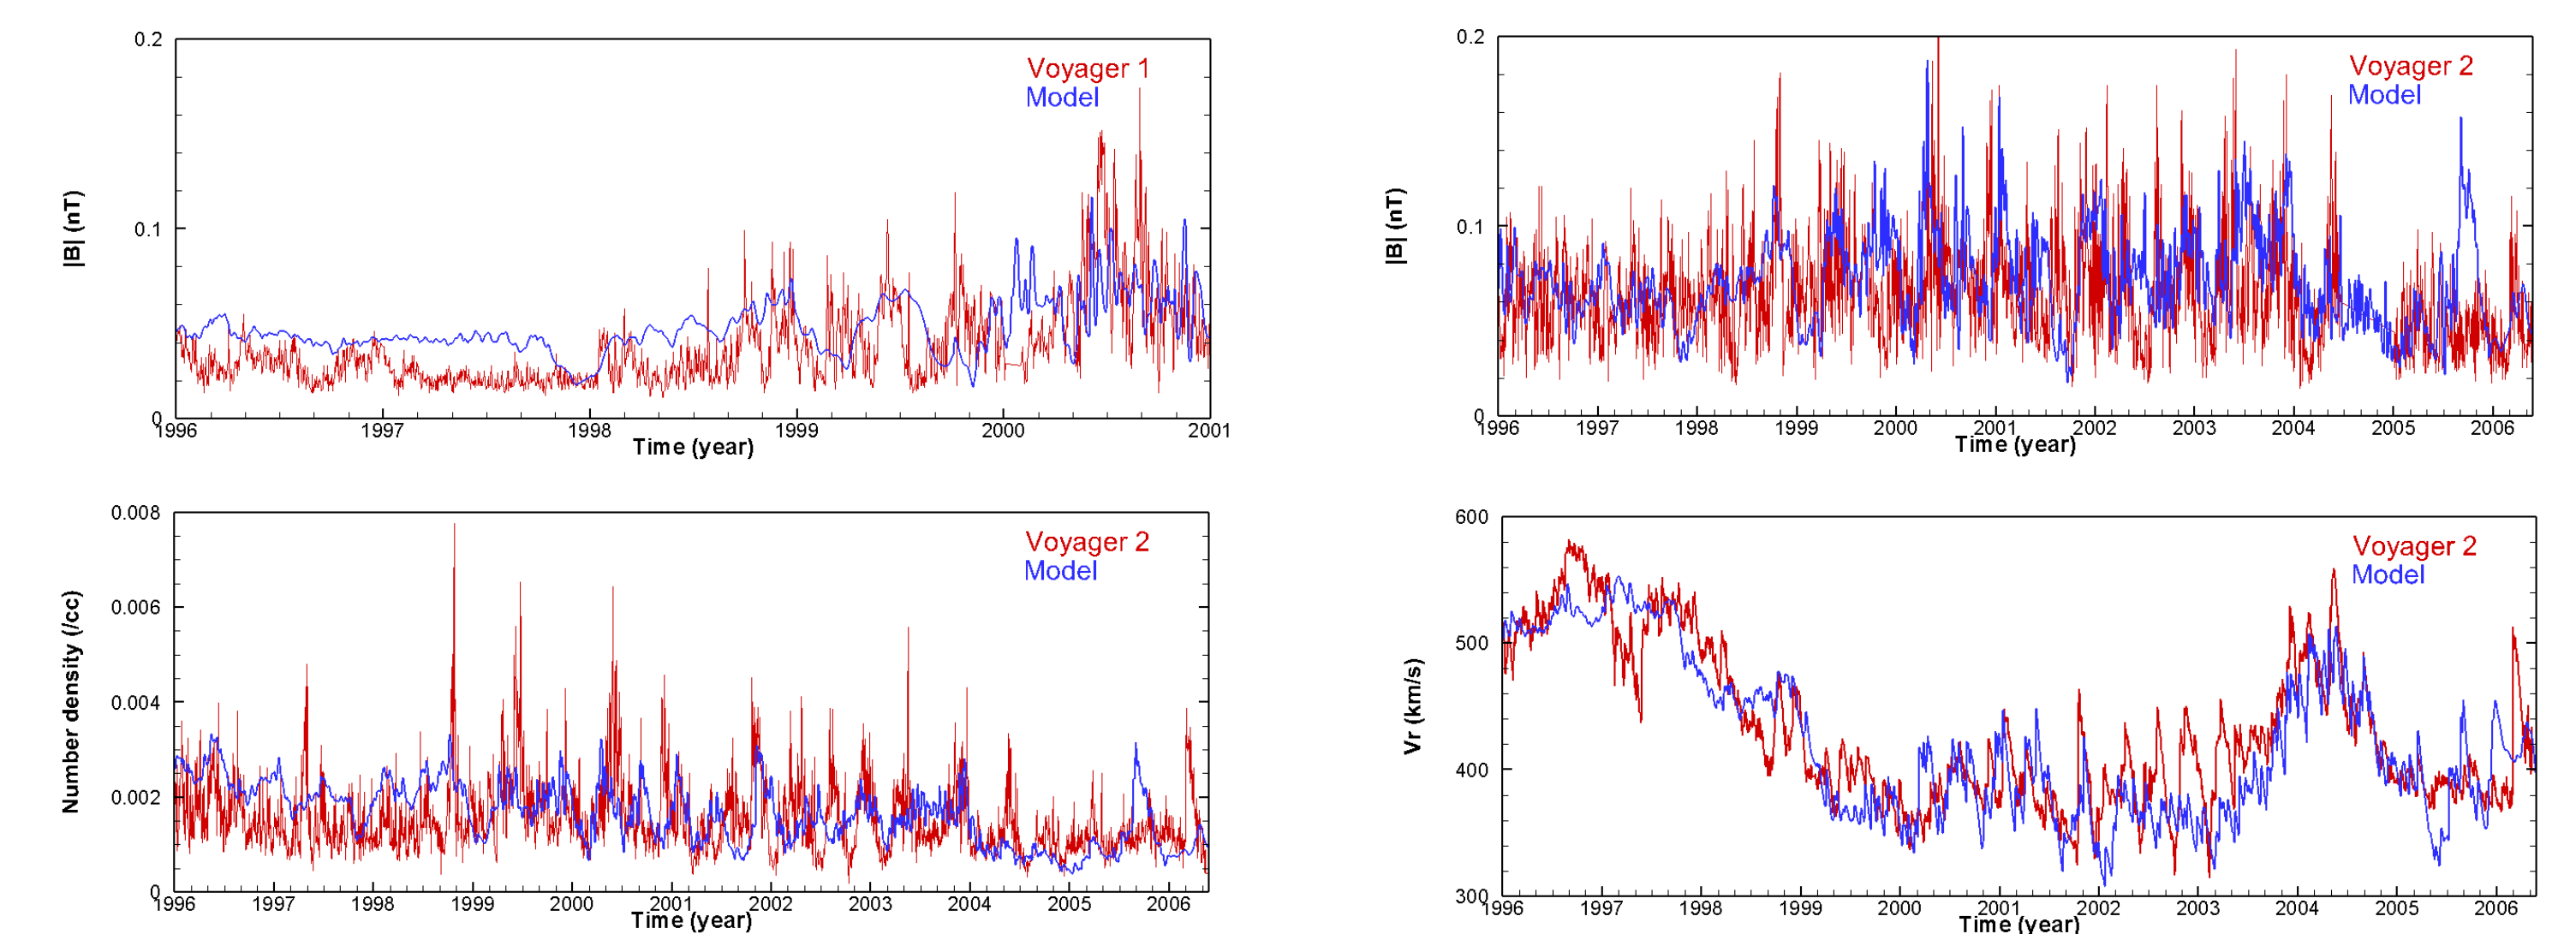 0.2
Voyager 1
Model
0.1
|B| (nT)
0
1996 1997 1998 1999 2000 2001
Time (year)
0.2
Voyager 2
Model
0.1
|B| (nT)
0
1996 1997 1998 1999 2000 2001 2002 2003 2004 2005 2006
Time (year)
0.008
Voyager 2
Model
0.006
0.004
Number density (/cc)
0.002
0
1996 1997 1998 1999 2000 2001 2002 2003 2004 2005 2006
Time (year)
600
Voyager 2
Model
500
Vr (km/s)
400
300
1996 1997 1998 1999 2000 2001 2002 2003 2004 2005 2006
Time (year)